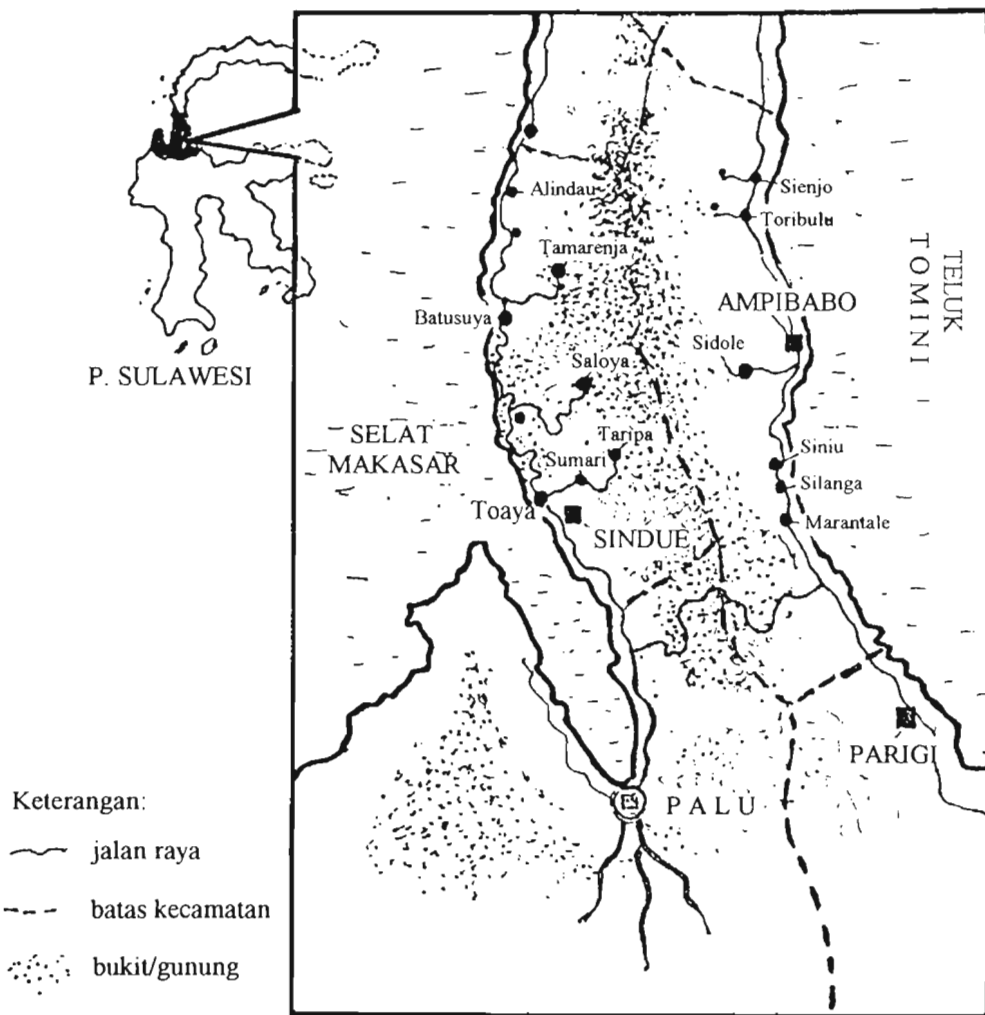 Alindau
Sienjo
Toribulu
Tamarenja
TELUK
TOMINI
AMPIBABO
Batusuya
Sidole
P. SULAWESI
Saloya
SELAT
MAKASAR
Taripa
Siniu
Sumari
Silanga
Toaya
Marantale
SINDUE
PARIGI
PALU
Keterangan:
jalan raya
batas kecamatan
bukit/gunung